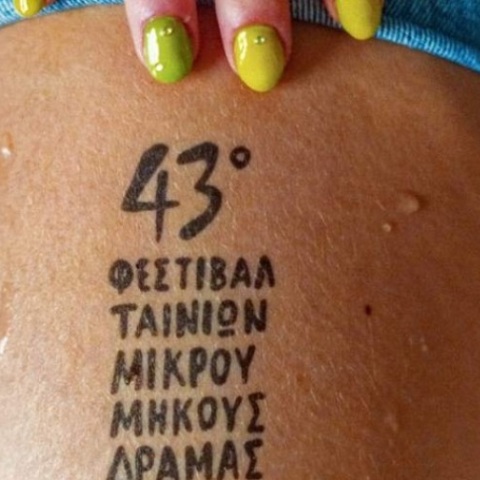 43°
ΦΕΣΤΙΒΑΛ
ΤΑΙΝΙΩΝ
ΜΙΚΡΟΥ
ΜΗΚΟΥΣ
ΔΡΑΜΑΣ